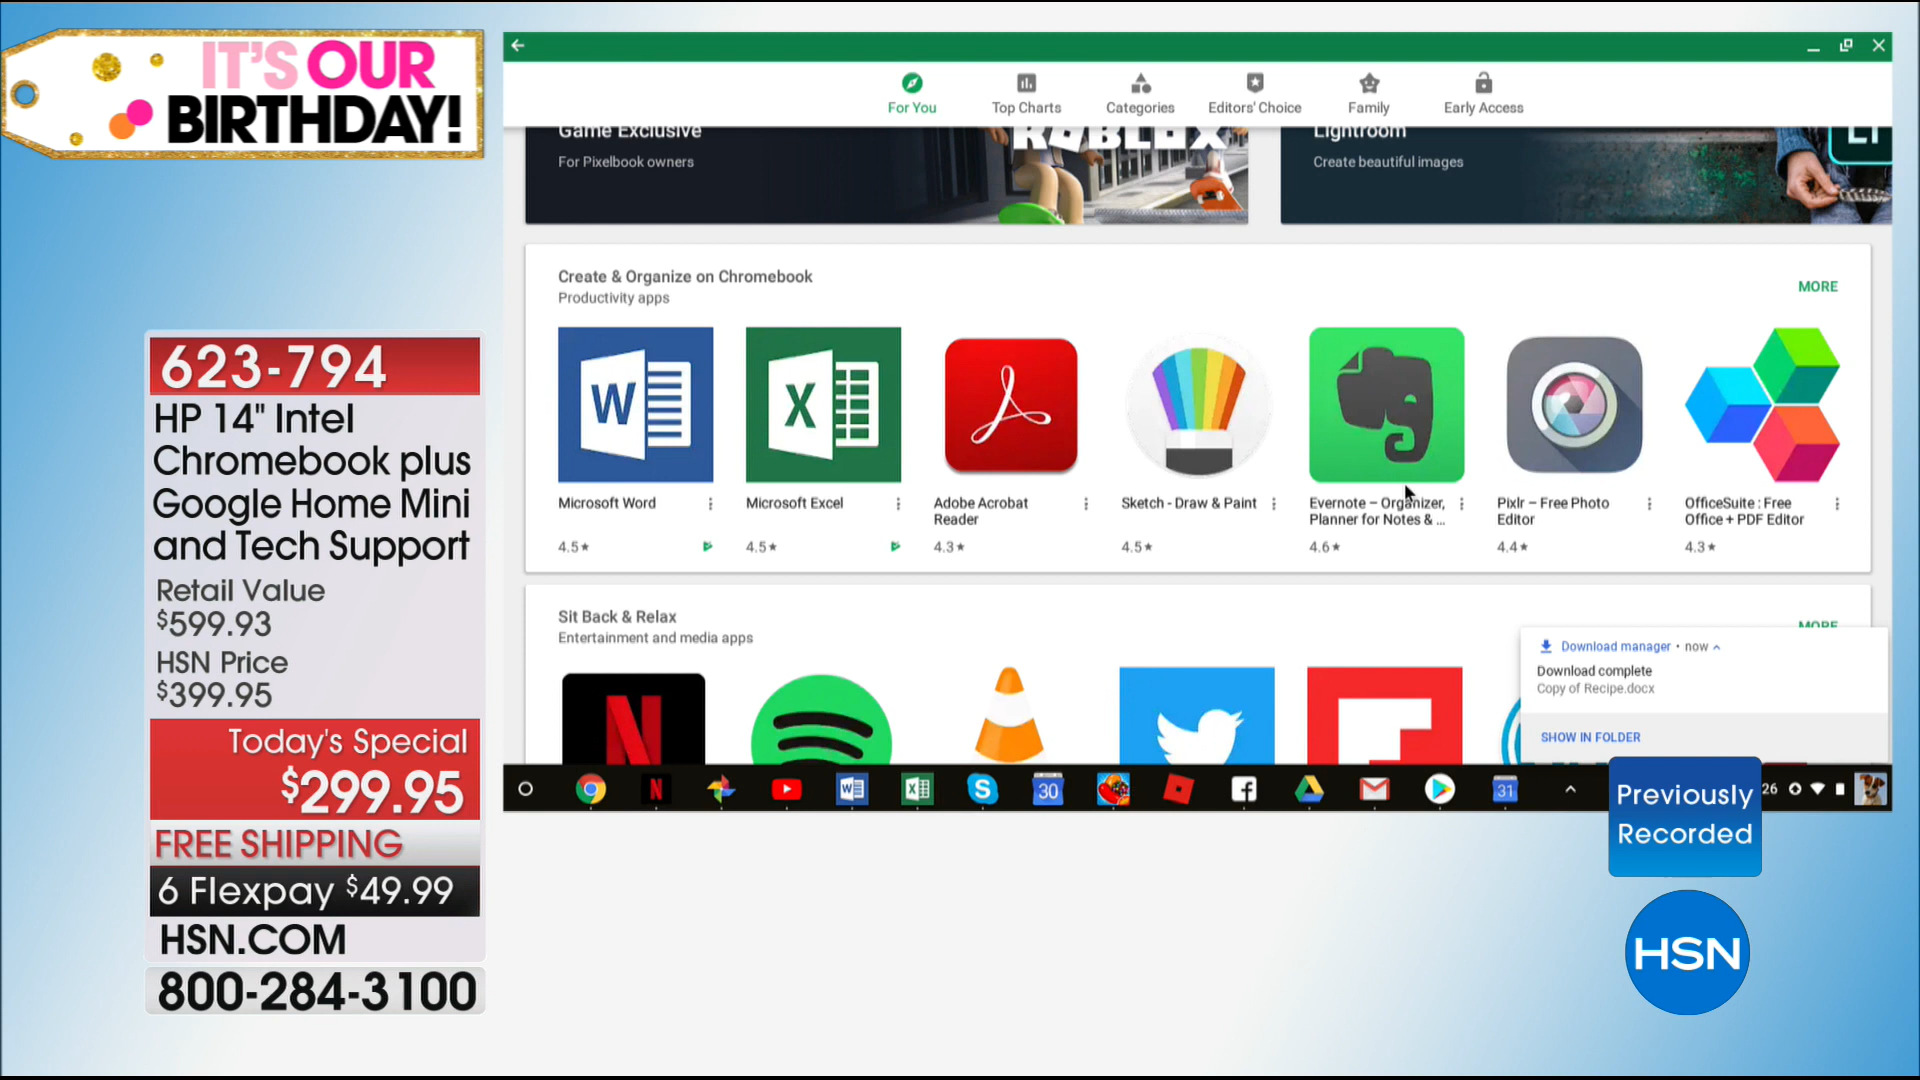 IT'S OUR
BIRTHDAY!
623-794
HP 14" Intel
Chromebook plus
Google Home Mini
and Tech Support
Retail Value
$599.93
HSN Price
$399.95
Today's Special
$299.95
FREE SHIPPING
6 Flexpay $49.99
HSN.COM
800-284-3100
For You
Top Charts
Categories
Editors' Choice
Family
Early Access
Game Exclusive
For Pixelbook owners
ROBLOX
Lightroom
Create beautiful images
Create & Organize on Chromebook
Productivity apps
MORE
W
X
Microsoft Word
4.5★
Microsoft Excel
4.5★
Adobe Acrobat
Reader
4.3★
Sketch - Draw & Paint
4.5★
Evernote – Organizer,
Planner for Notes & ...
4.6★
Pixlr – Free Photo
Editor
4.4★
OfficeSuite : Free
Office + PDF Editor
4.3★
Sit Back & Relax
Entertainment and media apps
MORE
N
Download manager • now
Download complete
Copy of Recipe.docx
SHOW IN FOLDER
N
W
X
S
30
f
31
26
Previously
Recorded
HSN